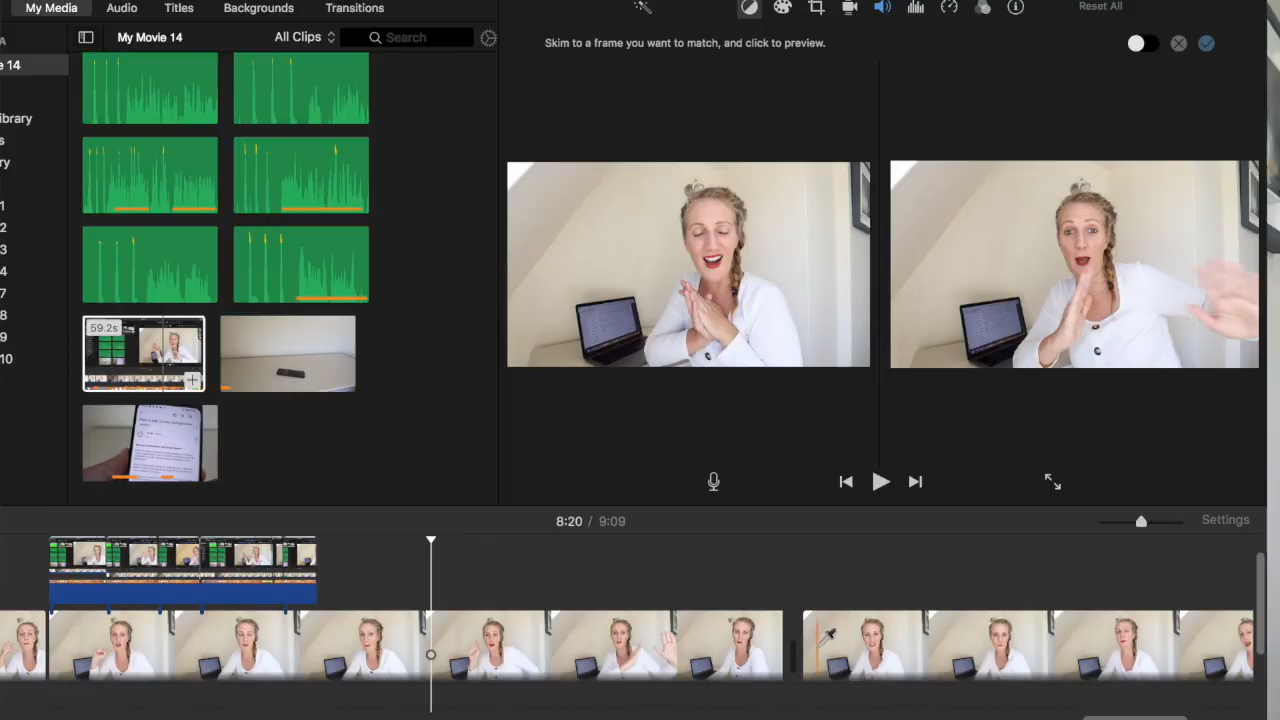 My Media Audio Titles Backgrounds Transitions Reset All
A My Movie 14 All Clips Search Skim to a frame you want to match, and click to preview.
e 14
ibrary
s
ry
1
2
3
4
7
8
9
10
59.2s
8:20 / 9:09 Settings